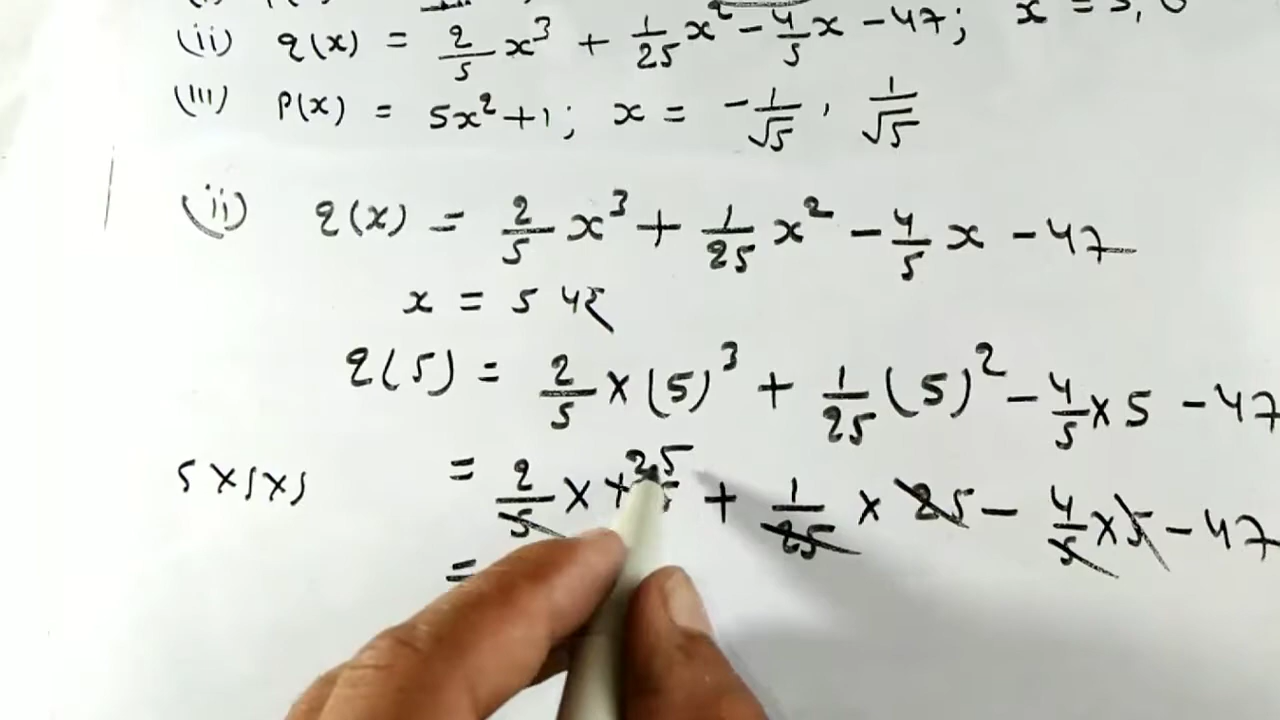 (ii) q(x) = 2/5 x³ + 1/25 x² - 4/5 x - 47; x = 5,
(iii) P(x) = 5x² + 1; x = -1/√5, 1/√5
(ii) q(x) = 2/5 x³ + 1/25 x² - 4/5 x - 47
x = 5 पर
q(5) = 2/5 × (5)³ + 1/25 (5)² - 4/5 × 5 - 47
5×5×5 = 2/5 × 25 + 1/25 × 25 - 4/5 × 5 - 47
=